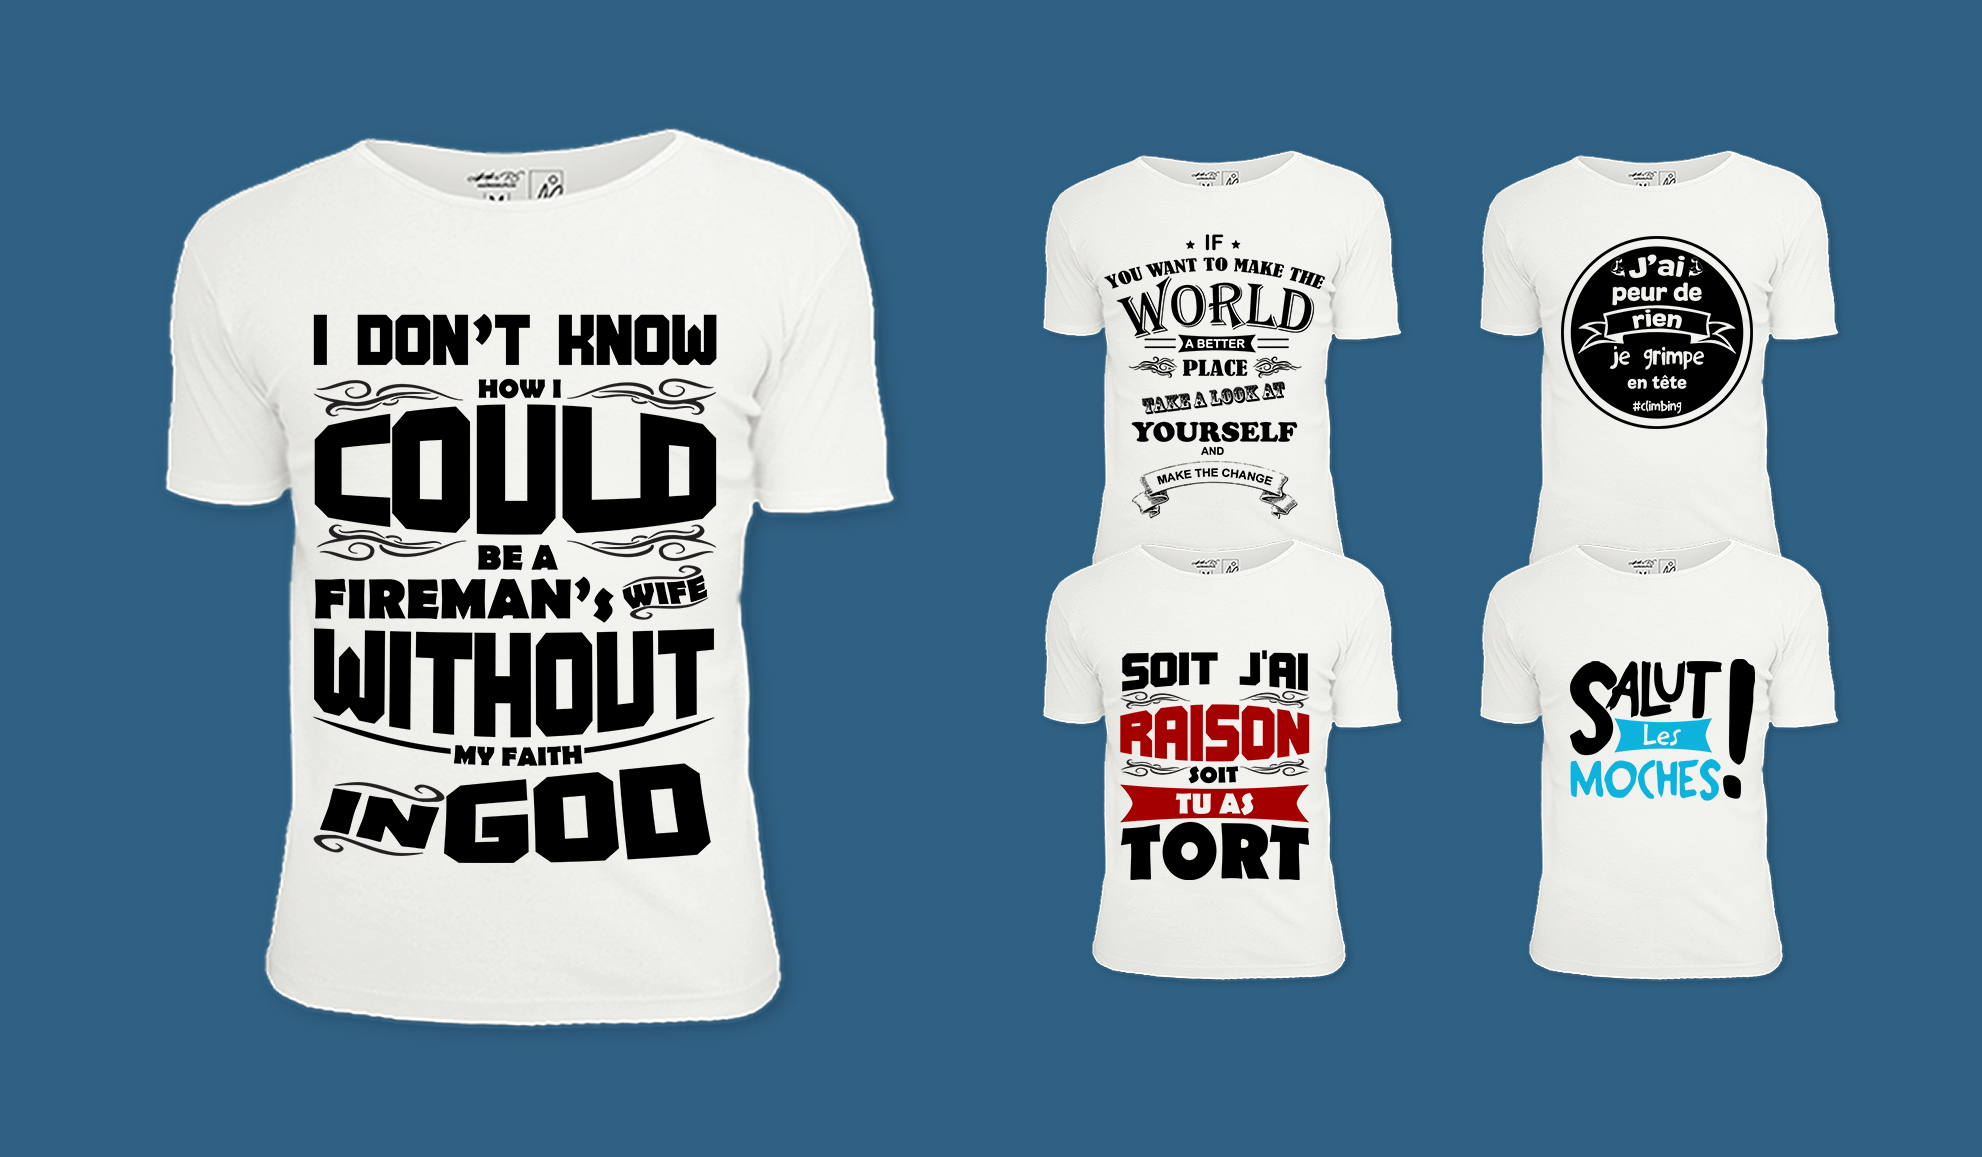 I DON'T KNOW
HOW I
COULD
BE A
FIREMAN's WIFE
WITHOUT
MY FAITH
IN GOD
IF
YOU WANT TO MAKE THE
WORLD
A BETTER
PLACE
TAKE A LOOK AT
YOURSELF
AND
MAKE THE CHANGE
J'ai
peur de
rien
je grimpe
en tête
#climbing
SOIT J'AI
RAISON
SOIT
TU AS
TORT
SALUT
Les
MOCHES!